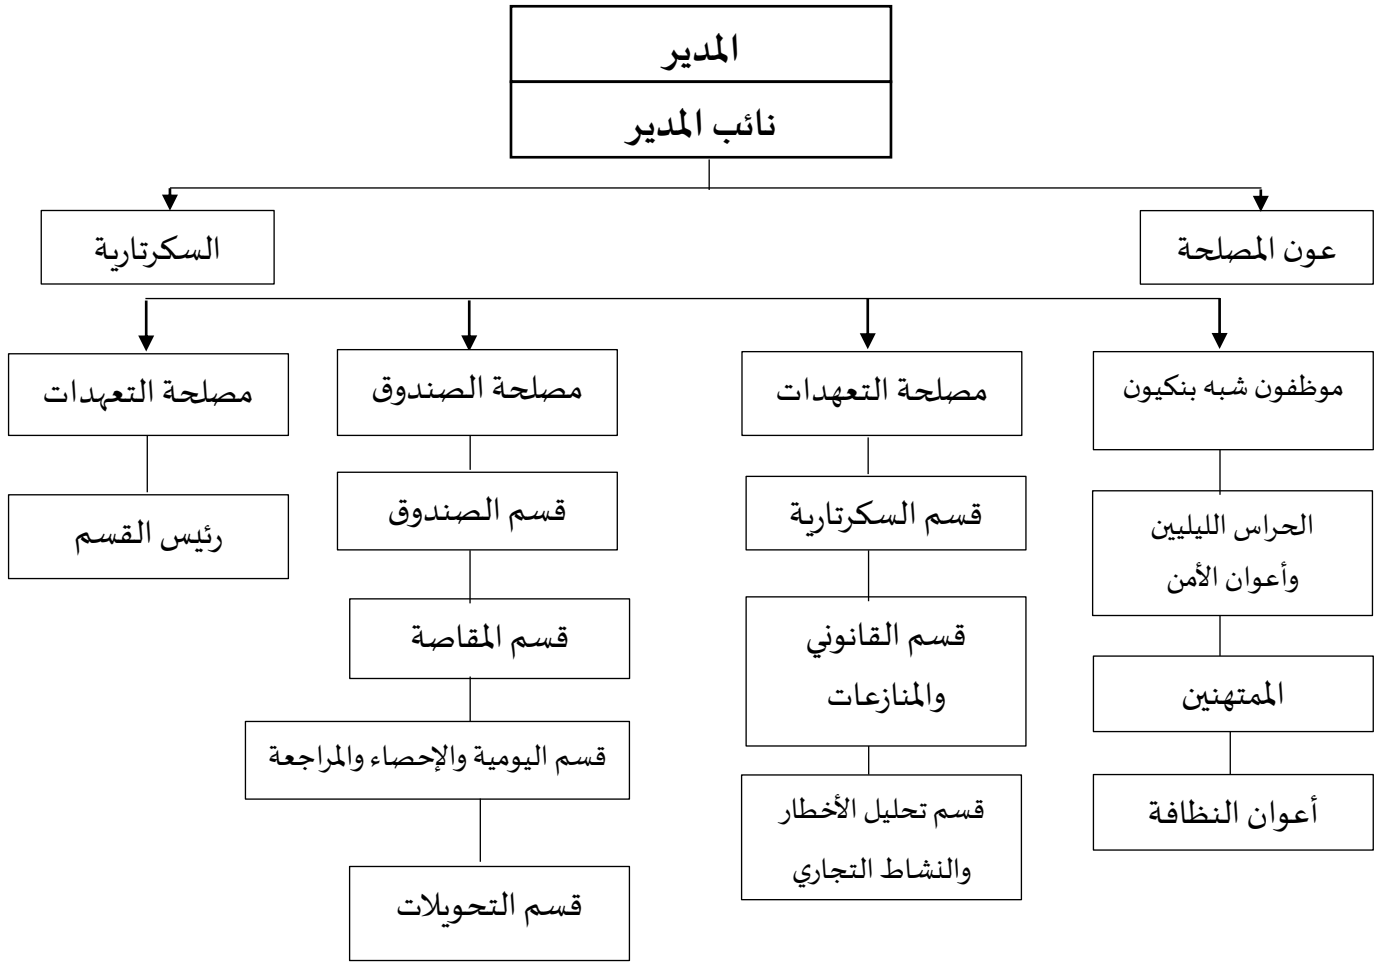 المدير
نائب المدير
عون المصلحة
السكرتارية
موظفون شبه بنكيون
مصلحة التعهدات
مصلحة الصندوق
مصلحة التعهدات
الحراس الليليين
وأعوان الأمن
قسم السكرتارية
قسم الصندوق
رئيس القسم
الممتهنين
قسم القانوني
والمنازعات
قسم المقاصة
أعوان النظافة
قسم تحليل الأخطار
والنشاط التجاري
قسم اليومية والإحصاء والمراجعة
قسم التحويلات